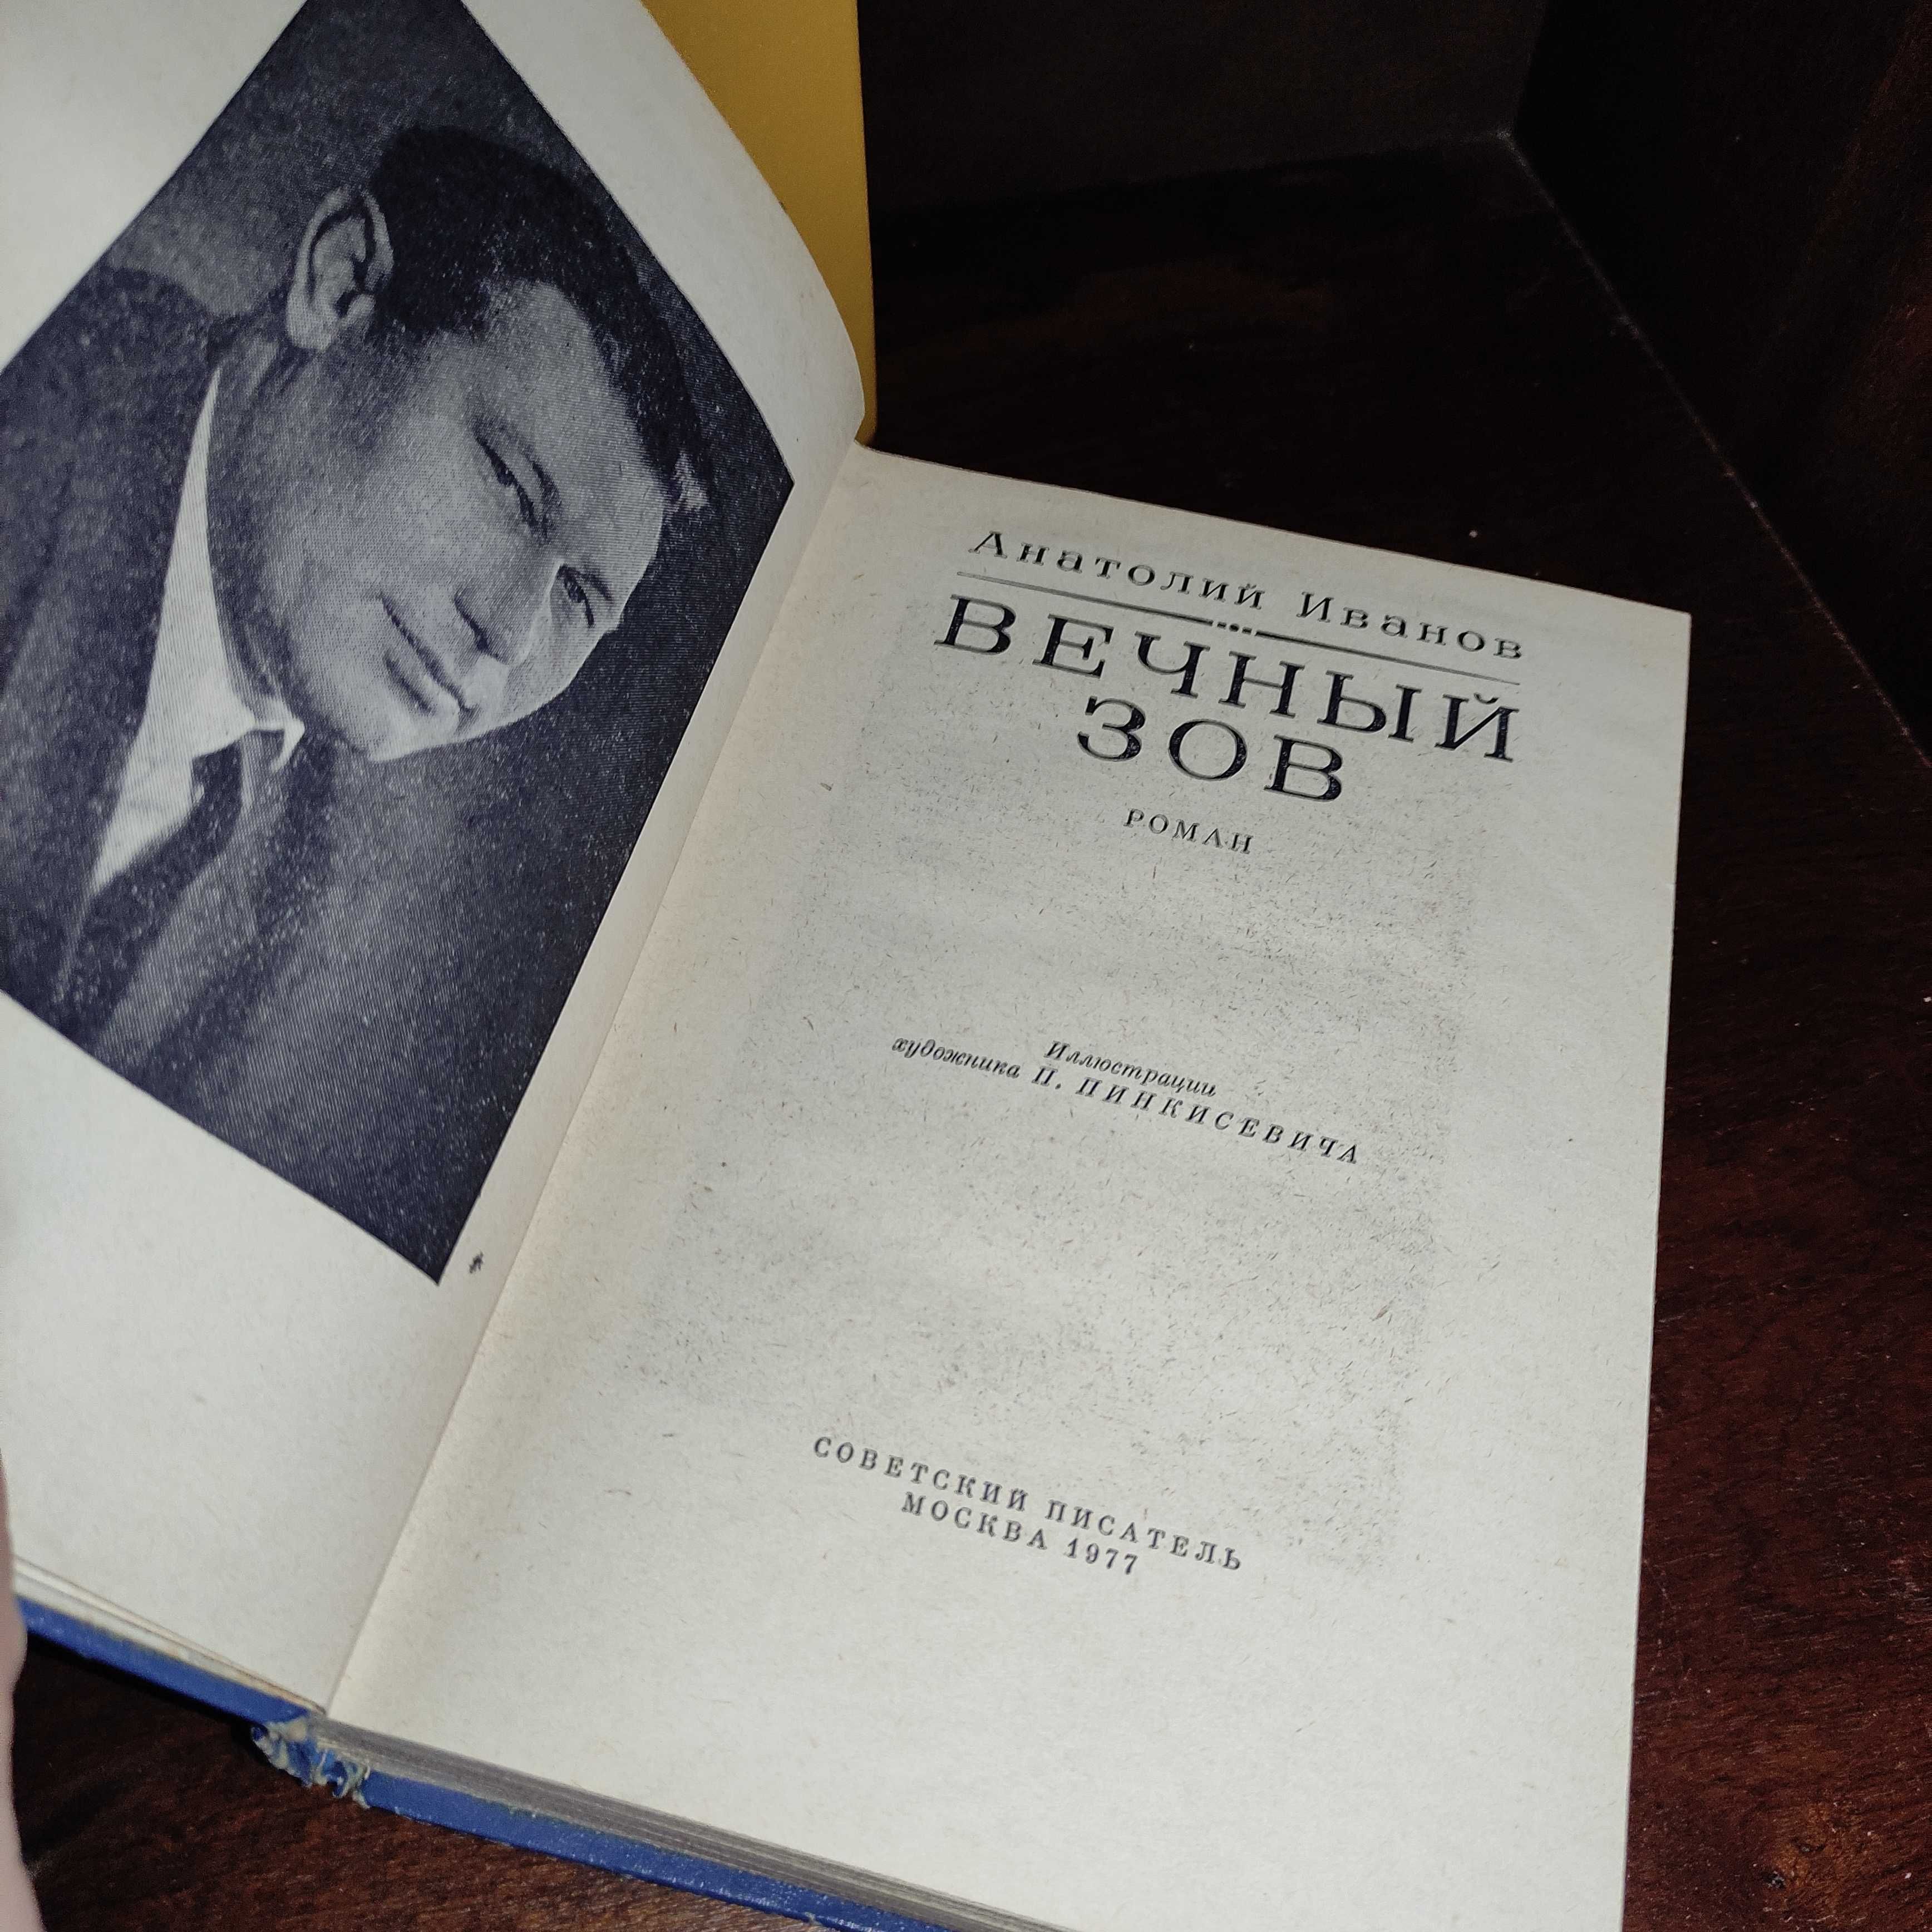 Анатолий Иванов
ВЕЧНЫЙ
ЗОВ
РОМАН
Иллюстрации
художника П. ПИНКИСЕВИЧА
СОВЕТСКИЙ ПИСАТЕЛЬ
МОСКВА 1977